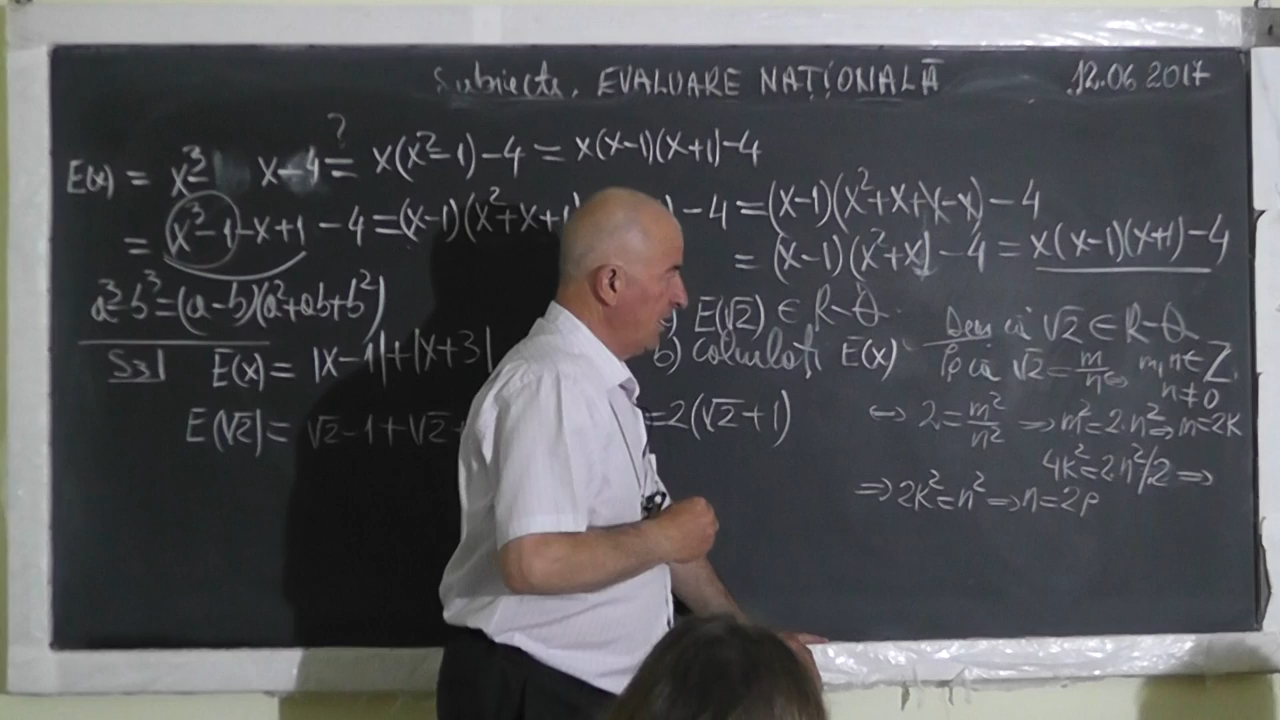 Subiecte, EVALUARE NAȚIONALĂ 12.06.2017
E(x) = x³ x-4 ?= x(x²-1)-4 = x(x-1)(x+1)-4
= (x³-1)-x+1-4=(x-1)(x²+x+1) )-4=(x-1)(x²+x+1-x)-4
= (x-1)(x²+x)-4 = x(x-1)(x+1)-4
a³-b³=(a-b)(a²+ab+b²)
S31 E(x)= |x-1|+|x+3|
E(√2)= √2-1+√2+ =2(√2+1)
E(√2) ∈ R-Q.
b) Calculați E(x)
Dem că √2∈R-Q
Pp că √2=m/n ⇔ m,n∈Z,
n≠0
⇔ 2=m²/n² ⇒m²=2·n²⇒m=2K
4K²=2·n²/:2 ⇒
⇒2K²=n²⇒n=2p